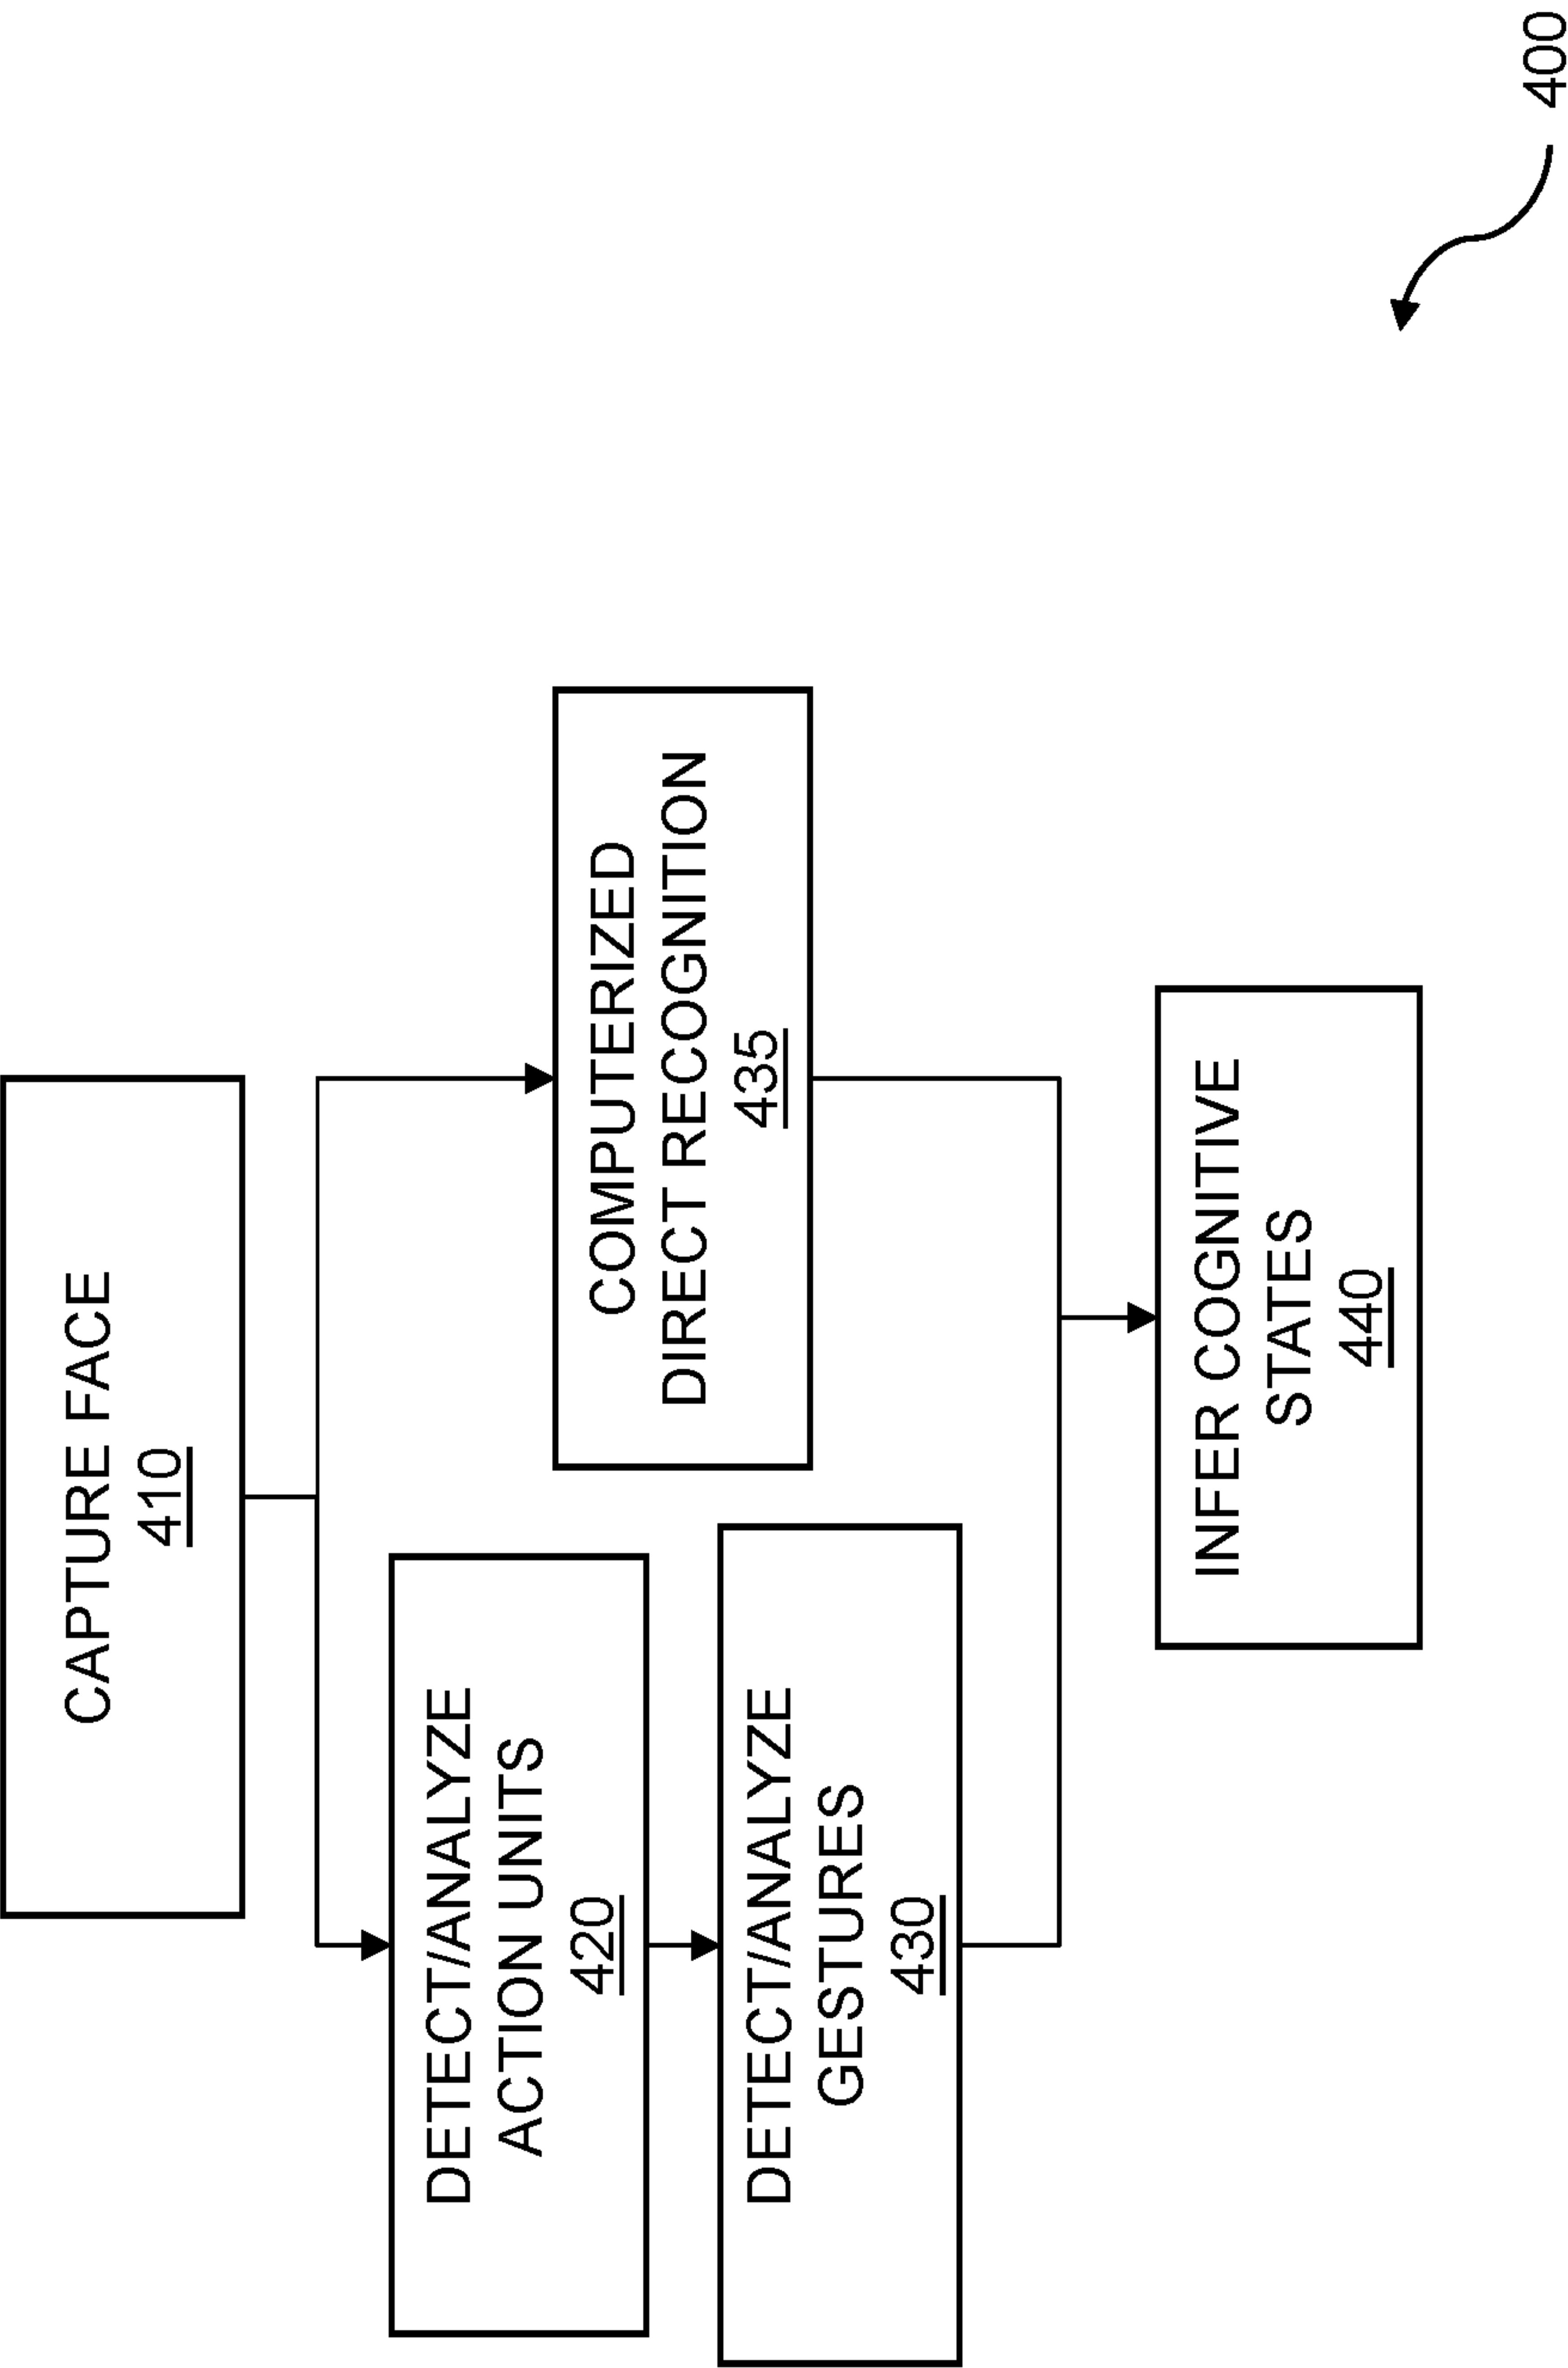 CAPTURE FACE
410
DETECT/ANALYZE
ACTION UNITS
420
COMPUTERIZED
DIRECT RECOGNITION
435
DETECT/ANALYZE
GESTURES
430
INFER COGNITIVE
STATES
440
400